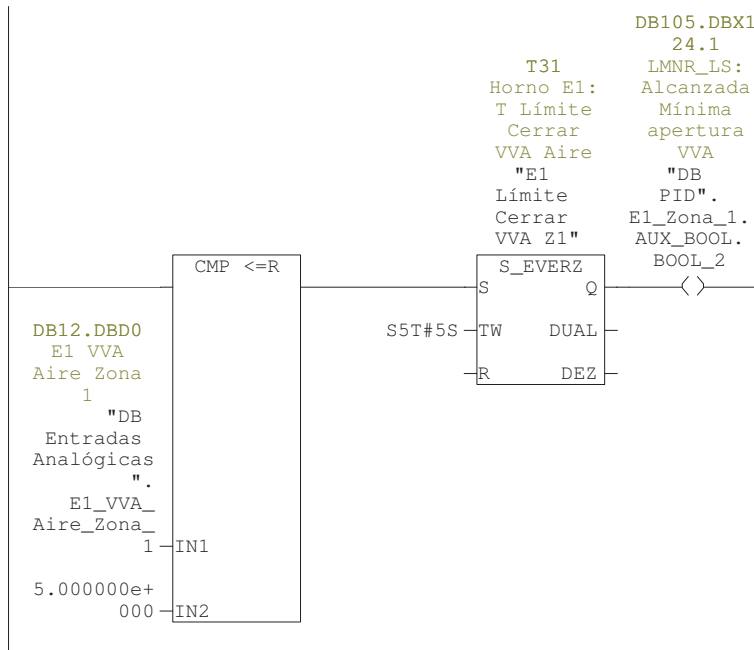 DB105.DBX1
24.1
LMNR_LS:
Alcanzada
Mínima
apertura
VVA
"DB
PID".
E1_Zona_1.
AUX_BOOL.
BOOL_2
T31
Horno E1:
T Límite
Cerrar
VVA Aire
"E1
Límite
Cerrar
VVA Z1"
CMP <=R
S_EVERZ
S Q
S5T#5S TW DUAL
R DEZ
DB12.DBD0
E1 VVA
Aire Zona
1
"DB
Entradas
Analógicas
".
E1_VVA_
Aire_Zona_
1 IN1
5.000000e+
000 IN2